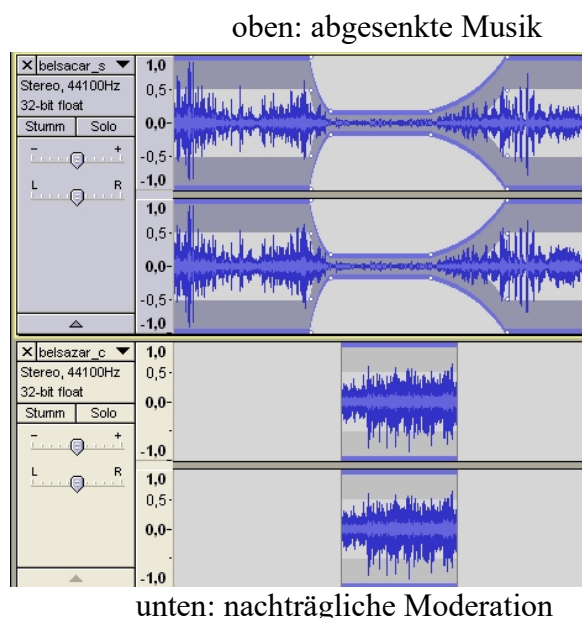 oben: abgesenkte Musik
belsacar_s
Stereo, 44100Hz
32-bit float
Stumm Solo
- +
L R
1,0
0,5-
0,0-
-0,5-
-1,0
1,0
0,5-
0,0-
-0,5-
-1,0
belsazar_c
Stereo, 44100Hz
32-bit float
Stumm Solo
- +
L R
1,0
0,5-
0,0-
-1,0
1,0
0,5-
0,0-
-1,0
unten: nachträgliche Moderation